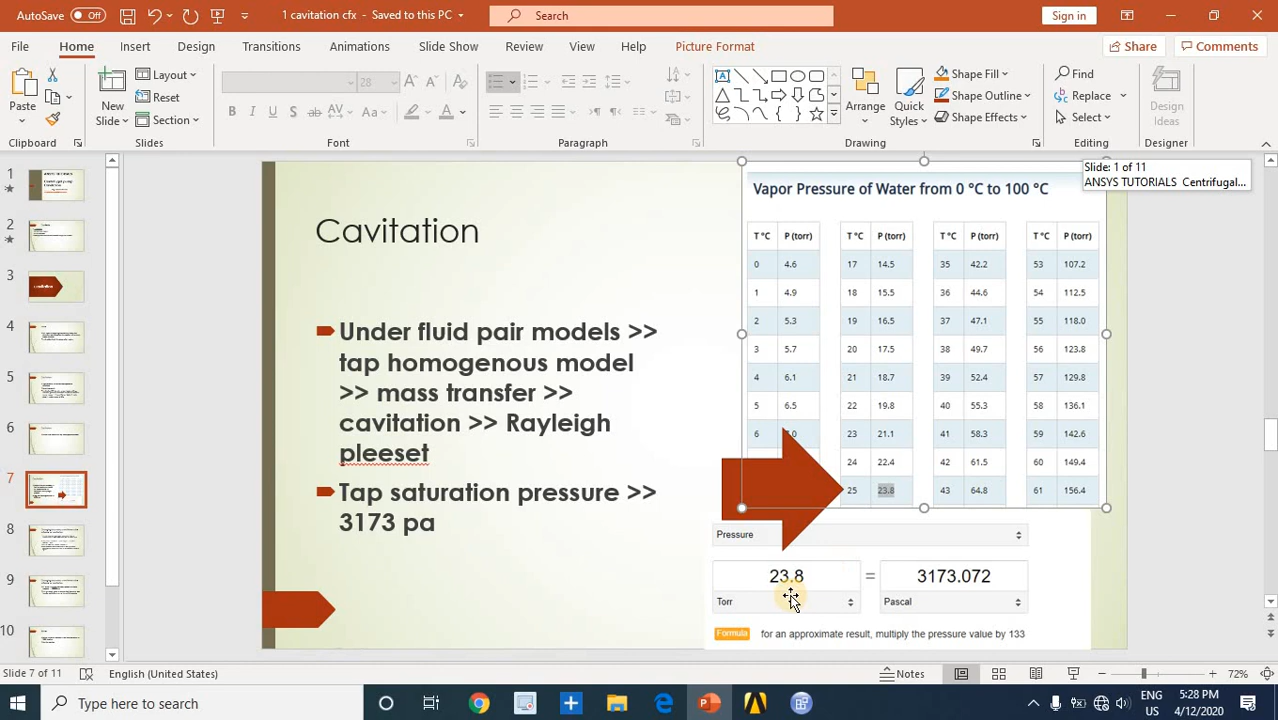 AutoSave Off
1 cavitation cfx - Saved to this PC
Search
Sign in
File Home Insert Design Transitions Animations Slide Show Review View Help Picture Format
Share Comments
Paste
New Slide
Layout
Reset
Section
28
Shape Fill
Shape Outline
Shape Effects
Arrange
Quick Styles
Find
Replace
Select
Design Ideas
Clipboard Slides Font Paragraph Drawing Editing Designer
Slide: 1 of 11
ANSYS TUTORIALS Centrifugal...
1
2
3
4
5
6
7
8
9
10
Cavitation
Under fluid pair models >>
tap homogenous model
>> mass transfer >>
cavitation >> Rayleigh
pleeset
Tap saturation pressure >>
3173 pa
Vapor Pressure of Water from 0 °C to 100 °C
T °C P (torr) T °C P (torr) T °C P (torr) T °C P (torr)
0 4.6 17 14.5 35 42.2 53 107.2
1 4.9 18 15.5 36 44.6 54 112.5
2 5.3 19 16.5 37 47.1 55 118.0
3 5.7 20 17.5 38 49.7 56 123.8
4 6.1 21 18.7 39 52.4 57 129.8
5 6.5 22 19.8 40 55.3 58 136.1
6 23 21.1 41 58.3 59 142.6
24 22.4 42 61.5 60 149.4
25 23.8 43 64.8 61 156.4
Pressure
23.8 = 3173.072
Torr Pascal
Formula for an approximate result, multiply the pressure value by 133
Slide 7 of 11 English (United States)
Notes
72%
Type here to search
ENG
US
5:28 PM
4/12/2020